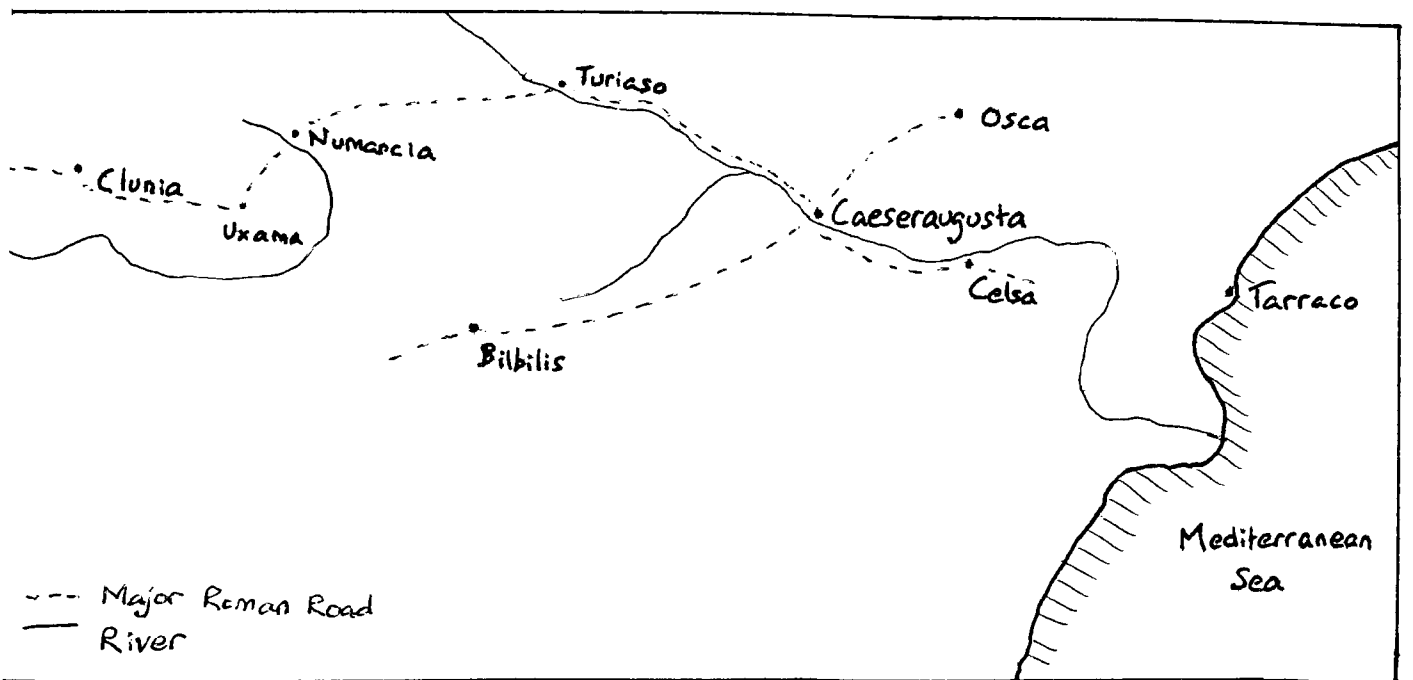 Turiaso
Osca
Numancia
Clunia
Uxama
Caeseraugusta
Celsa
Tarraco
Bilbilis
Mediterranean
Sea
Major Roman Road
River